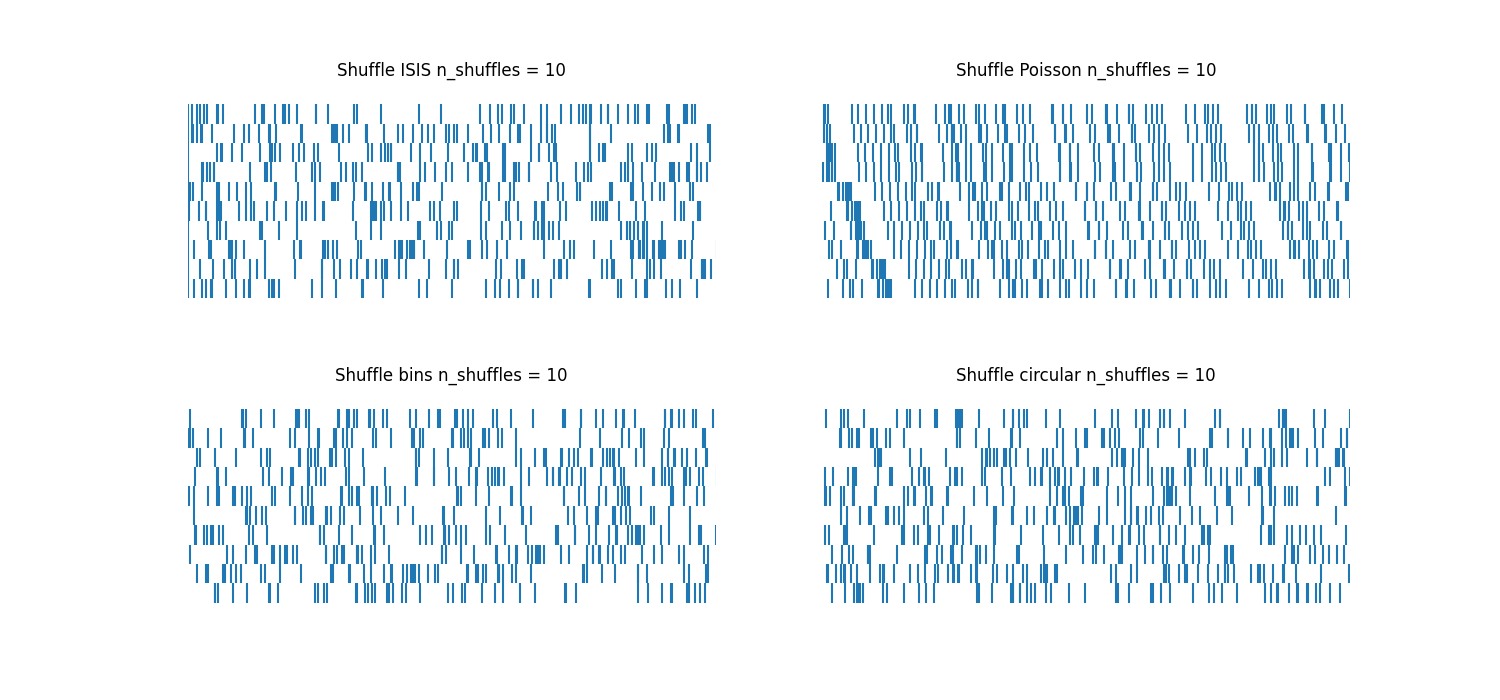 Shuffle ISIS n_shuffles = 10
Shuffle Poisson n_shuffles = 10
Shuffle bins n_shuffles = 10
Shuffle circular n_shuffles = 10